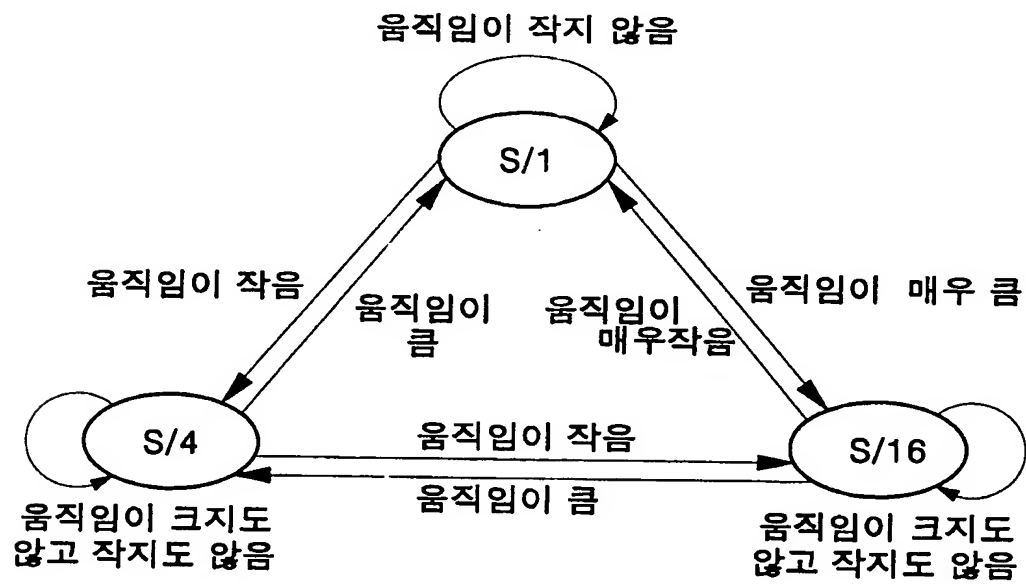 움직임이 작지 않음
S/1
움직임이 작음
움직임이
큼
움직임이
매우작움
움직임이 매우 큼
S/4
움직임이 작음
움직임이 큼
S/16
움직임이 크지도
않고 작지도 않음
움직임이 크지도
않고 작지도 않음